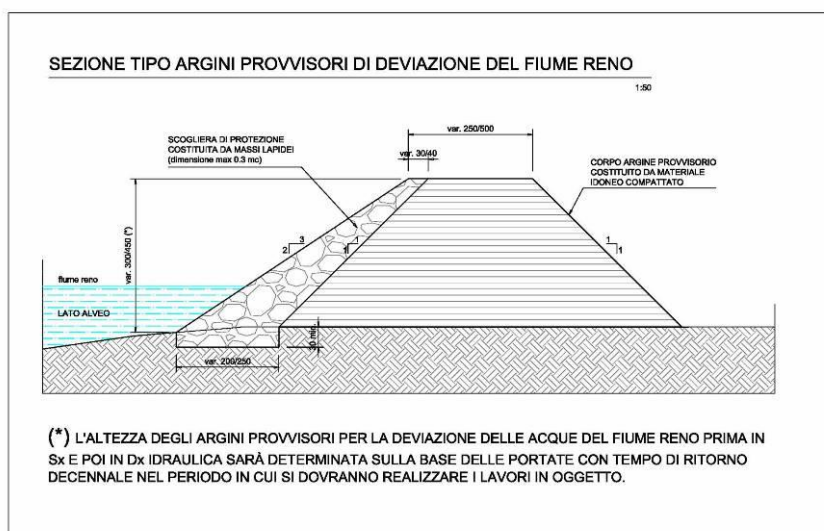 SEZIONE TIPO ARGINI PROVVISORI DI DEVIAZIONE DEL FIUME RENO
1:50
var. 250/500
SCOGLIERA DI PROTEZIONE
COSTITUITA DA MASSI LAPIDEI
(dimensione max 0.3 mc)
var. 30/40
CORPO ARGINE PROVVISORIO
COSTITUITO DA MATERIALE
IDONEO COMPATTATO
var. 300/450 (*)
3
2
1
1
1
1
fiume reno
LATO ALVEO
30 min.
var. 200/250
(*) L'ALTEZZA DEGLI ARGINI PROVVISORI PER LA DEVIAZIONE DELLE ACQUE DEL FIUME RENO PRIMA IN
Sx E POI IN Dx IDRAULICA SARÀ DETERMINATA SULLA BASE DELLE PORTATE CON TEMPO DI RITORNO
DECENNALE NEL PERIODO IN CUI SI DOVRANNO REALIZZARE I LAVORI IN OGGETTO.